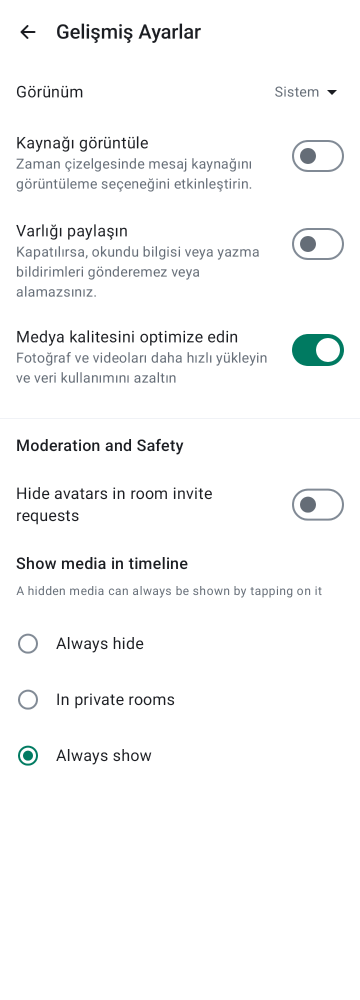 Gelişmiş Ayarlar
Görünüm
Sistem
Kaynağı görüntüle
Zaman çizelgesinde mesaj kaynağını
görüntüleme seçeneğini etkinleştirin.
Varlığı paylaşın
Kapatılırsa, okundu bilgisi veya yazma
bildirimleri gönderemez veya
alamazsınız.
Medya kalitesini optimize edin
Fotoğraf ve videoları daha hızlı yükleyin
ve veri kullanımını azaltın
Moderation and Safety
Hide avatars in room invite
requests
Show media in timeline
A hidden media can always be shown by tapping on it
Always hide
In private rooms
Always show